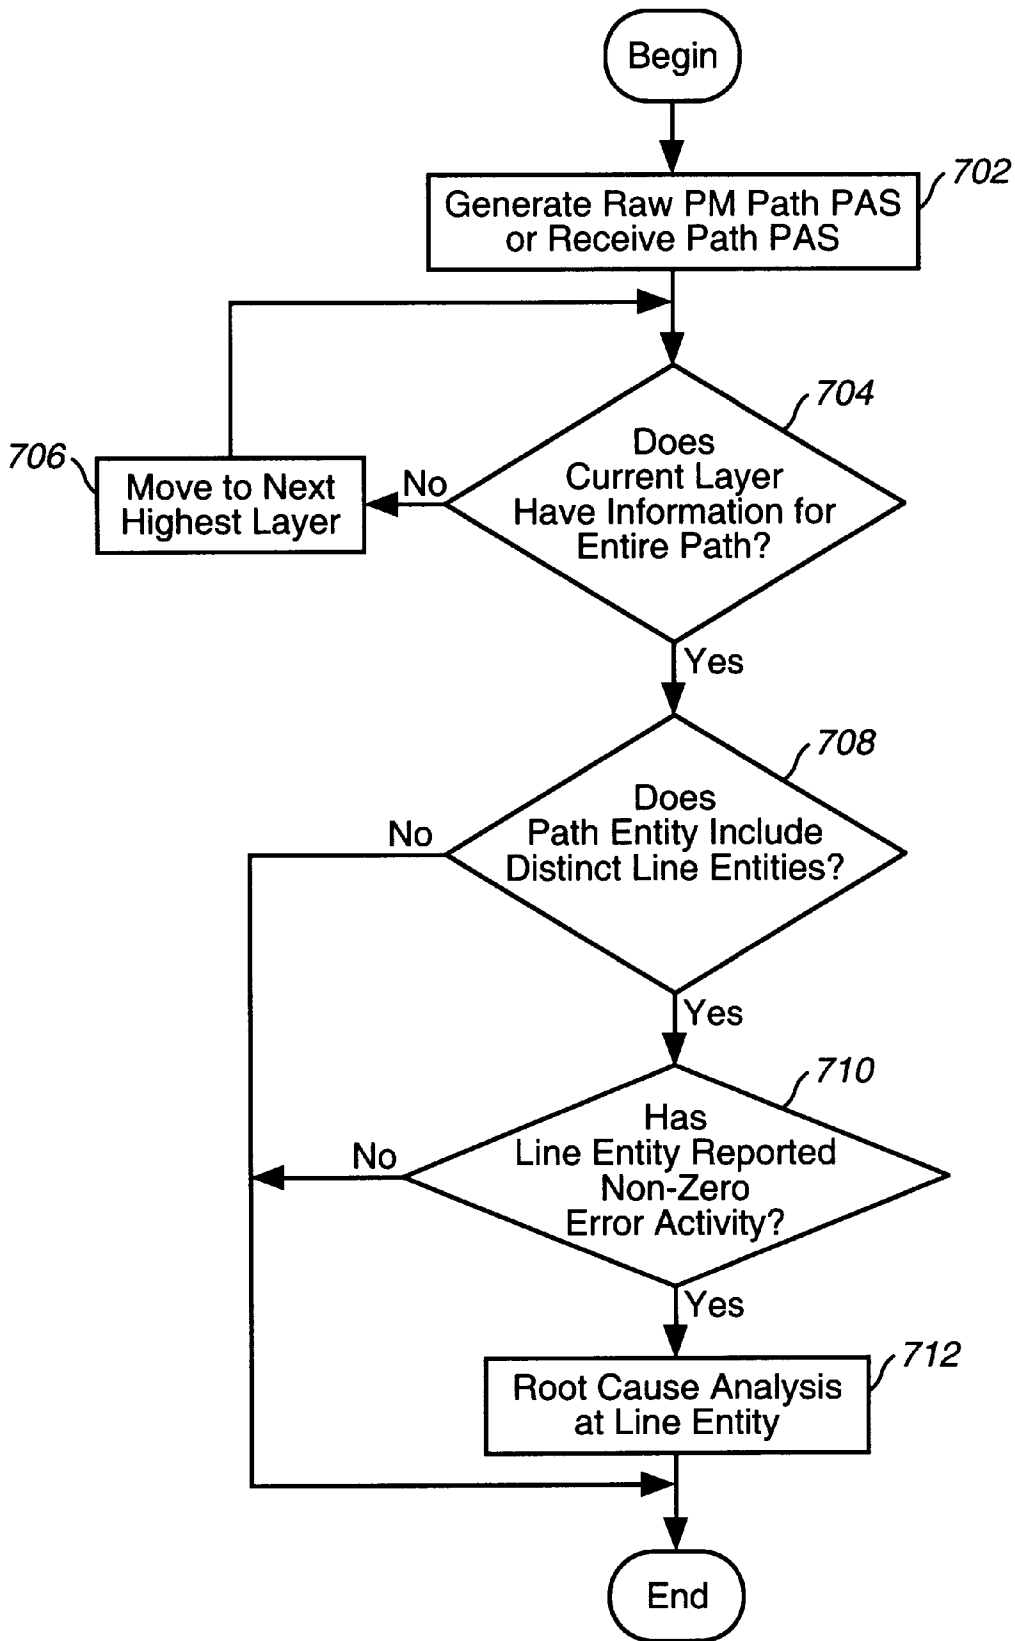 Begin
702
Generate Raw PM Path PAS
or Receive Path PAS
704
Does
Current Layer
Have Information for
Entire Path?
No
706
Move to Next
Highest Layer
Yes
708
Does
Path Entity Include
Distinct Line Entities?
No
Yes
710
Has
Line Entity Reported
Non-Zero
Error Activity?
No
Yes
712
Root Cause Analysis
at Line Entity
End